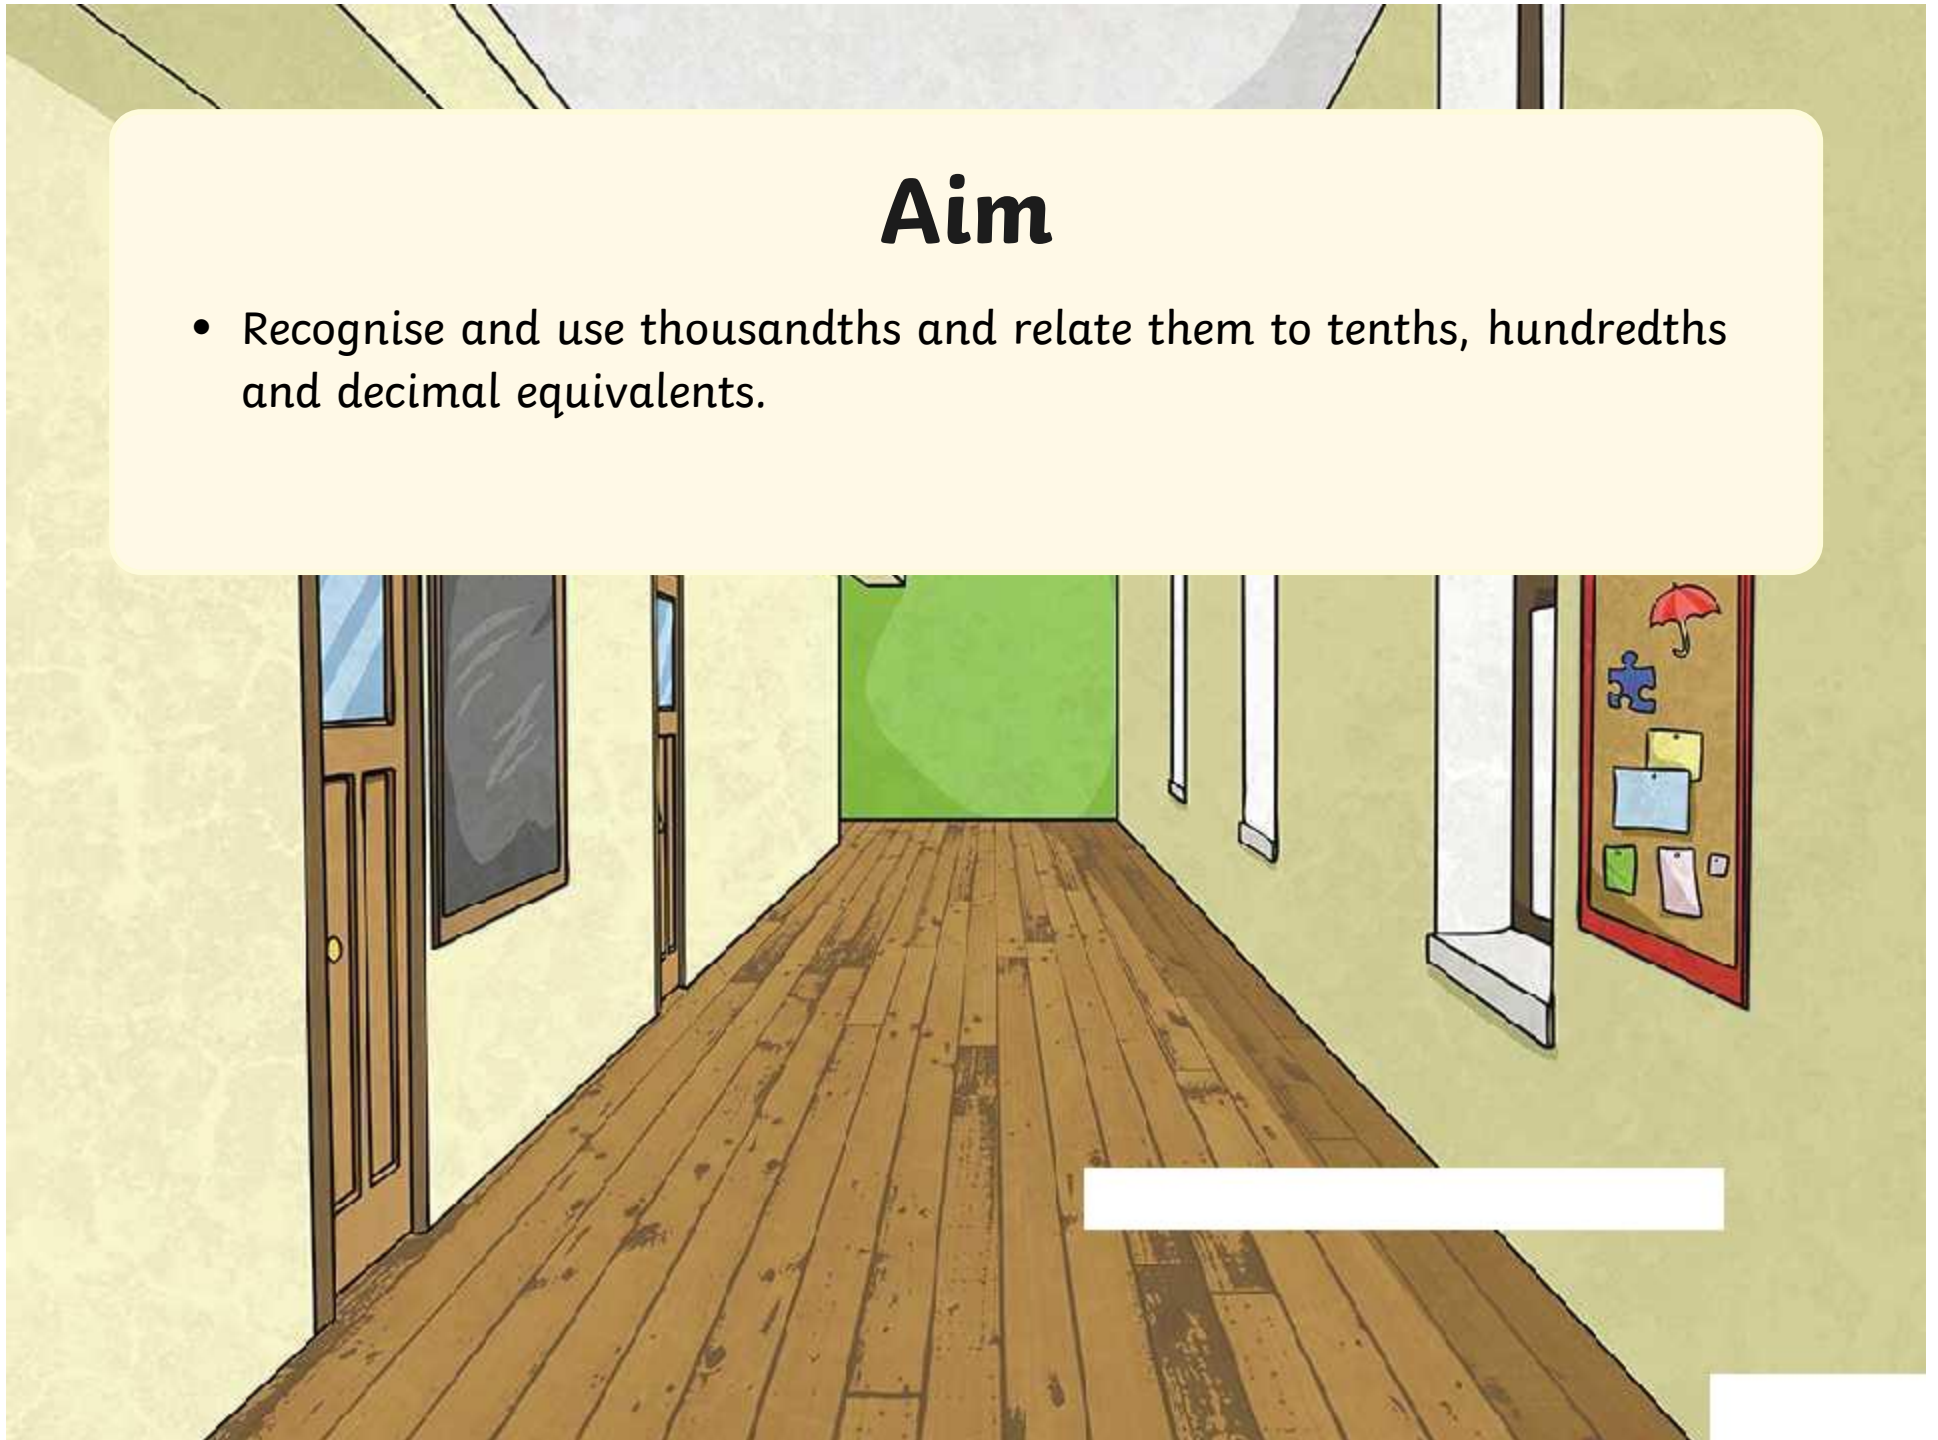 Aim
• Recognise and use thousandths and relate them to tenths, hundredths
and decimal equivalents.